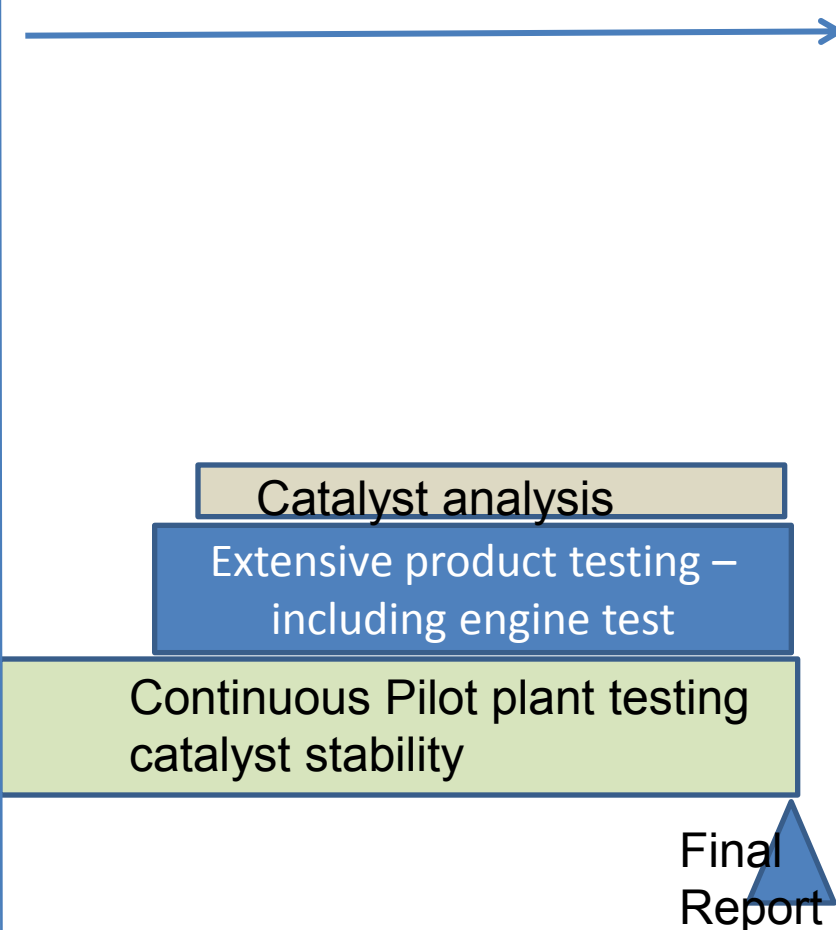 Catalyst analysis
Extensive product testing –
including engine test
Continuous Pilot plant testing
catalyst stability
Final
Report